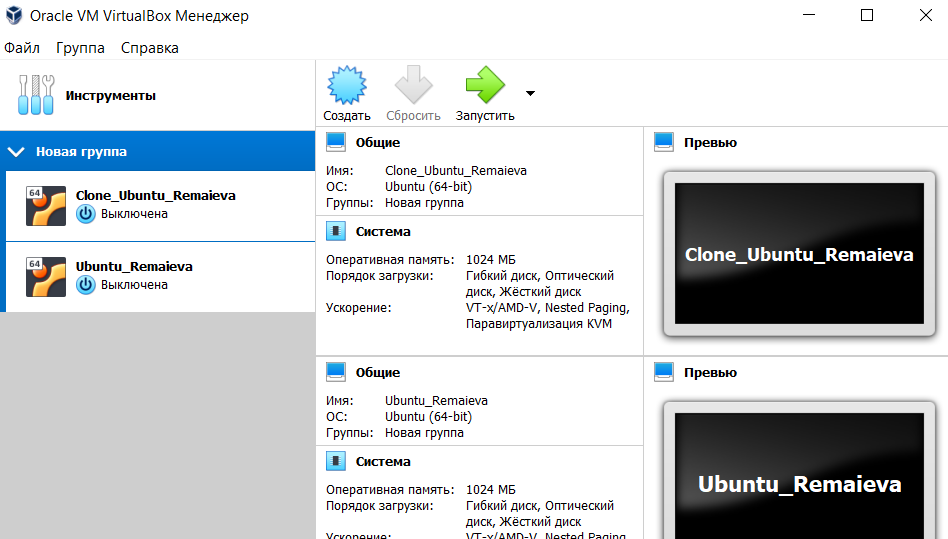 Oracle VM VirtualBox Менеджер
Файл Группа Справка
Инструменты
Новая группа
64
Clone_Ubuntu_Remaieva
Выключена
64
Ubuntu_Remaieva
Выключена
Создать Сбросить Запустить
Общие
Имя: Clone_Ubuntu_Remaieva
ОС: Ubuntu (64-bit)
Группы: Новая группа
Система
Оперативная память: 1024 МБ
Порядок загрузки: Гибкий диск, Оптический
диск, Жёсткий диск
Ускорение: VT-x/AMD-V, Nested Paging,
Паравиртуализация KVM
Превью
Clone_Ubuntu_Remaieva
Общие
Имя: Ubuntu_Remaieva
ОС: Ubuntu (64-bit)
Группы: Новая группа
Система
Оперативная память: 1024 МБ
Порядок загрузки: Гибкий диск, Оптический
диск, Жёсткий диск
Ускорение: VT-x/AMD-V, Nested Paging,
Превью
Ubuntu_Remaieva